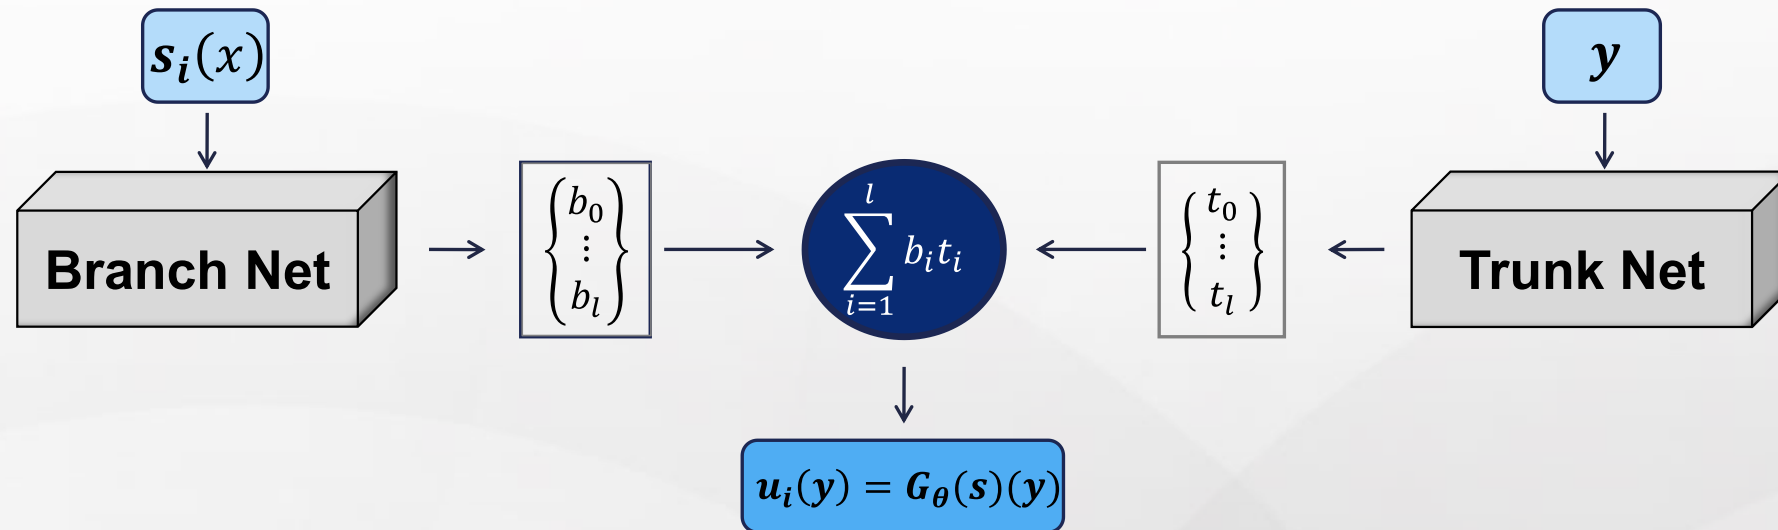 s_i(x)
y
Branch Net
b_0
⋮
b_l
l
∑ b_i t_i
i=1
t_0
⋮
t_l
Trunk Net
u_i(y) = G_θ(s)(y)